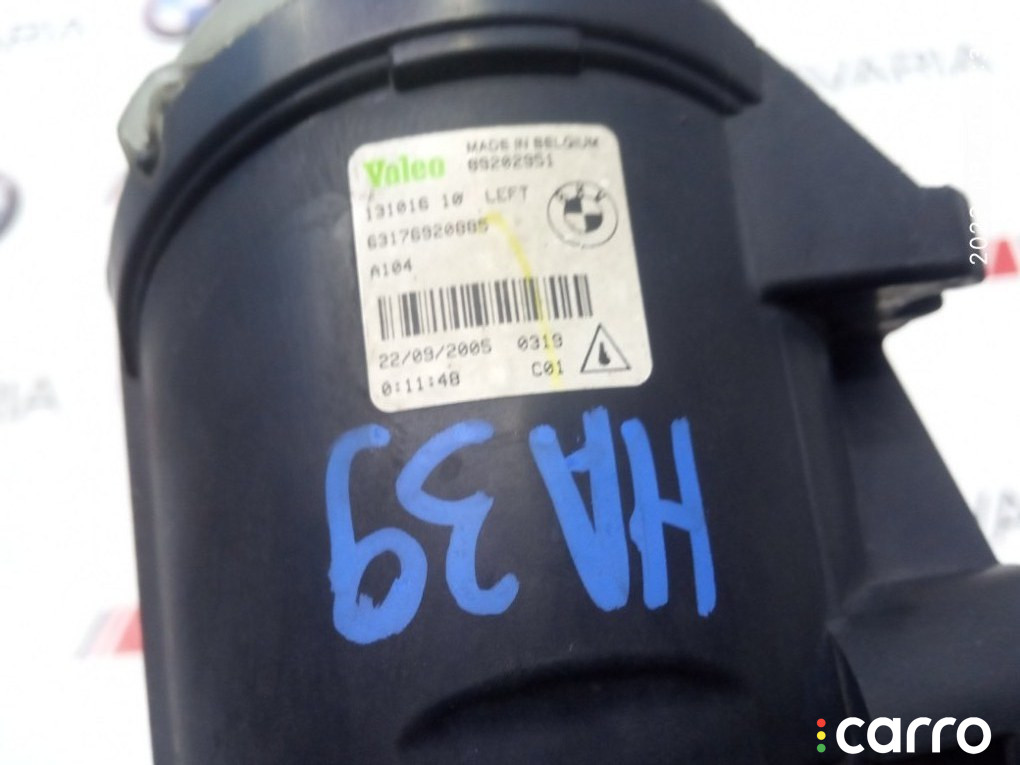 MADE IN BELGIUM
Valeo 89202951
131016 10 LEFT
63176920885
A104
22/09/2005 0319
0:11:48 C01
HA 39
carro